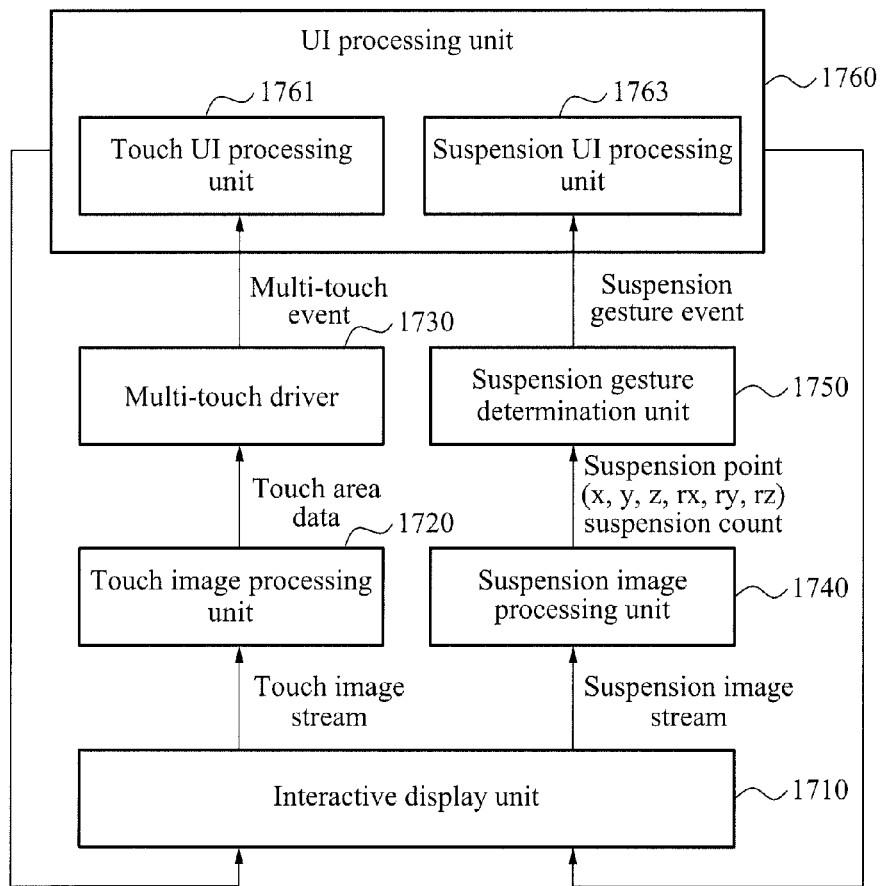 UI processing unit
1760
1761
1763
Touch UI processing
unit
Suspension UI processing
unit
Multi-touch
event
Suspension
gesture event
1730
Multi-touch driver
Suspension gesture
determination unit
1750
Touch area
data
Suspension point
(x, y, z, rx, ry, rz)
suspension count
1720
Touch image processing
unit
Suspension image
processing unit
1740
Touch image
stream
Suspension image
stream
Interactive display unit
1710